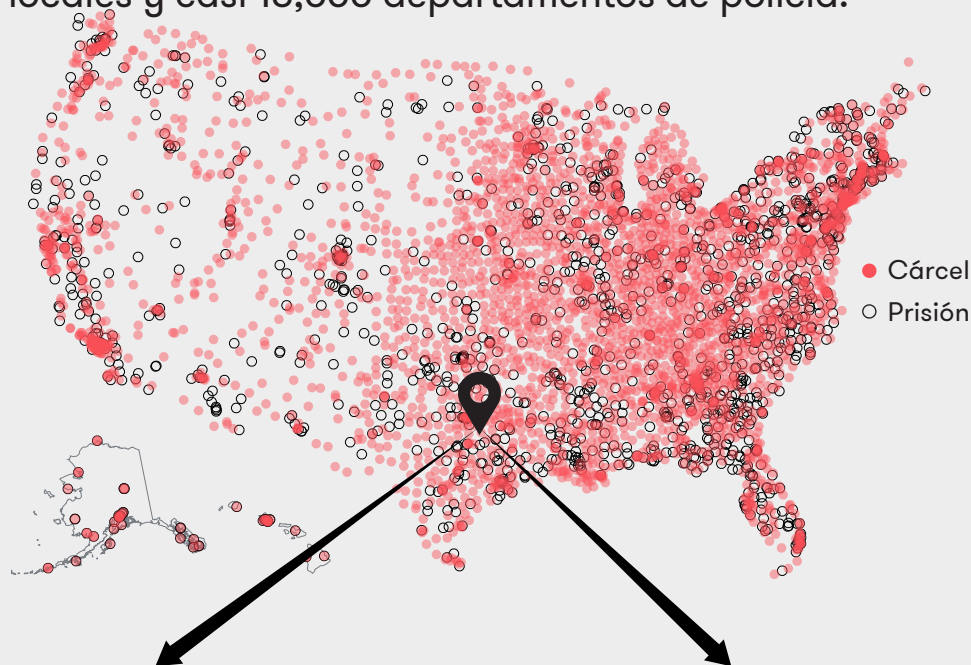 locales y casi 18,000 departamentos de policía.
Cárcel
Prisión